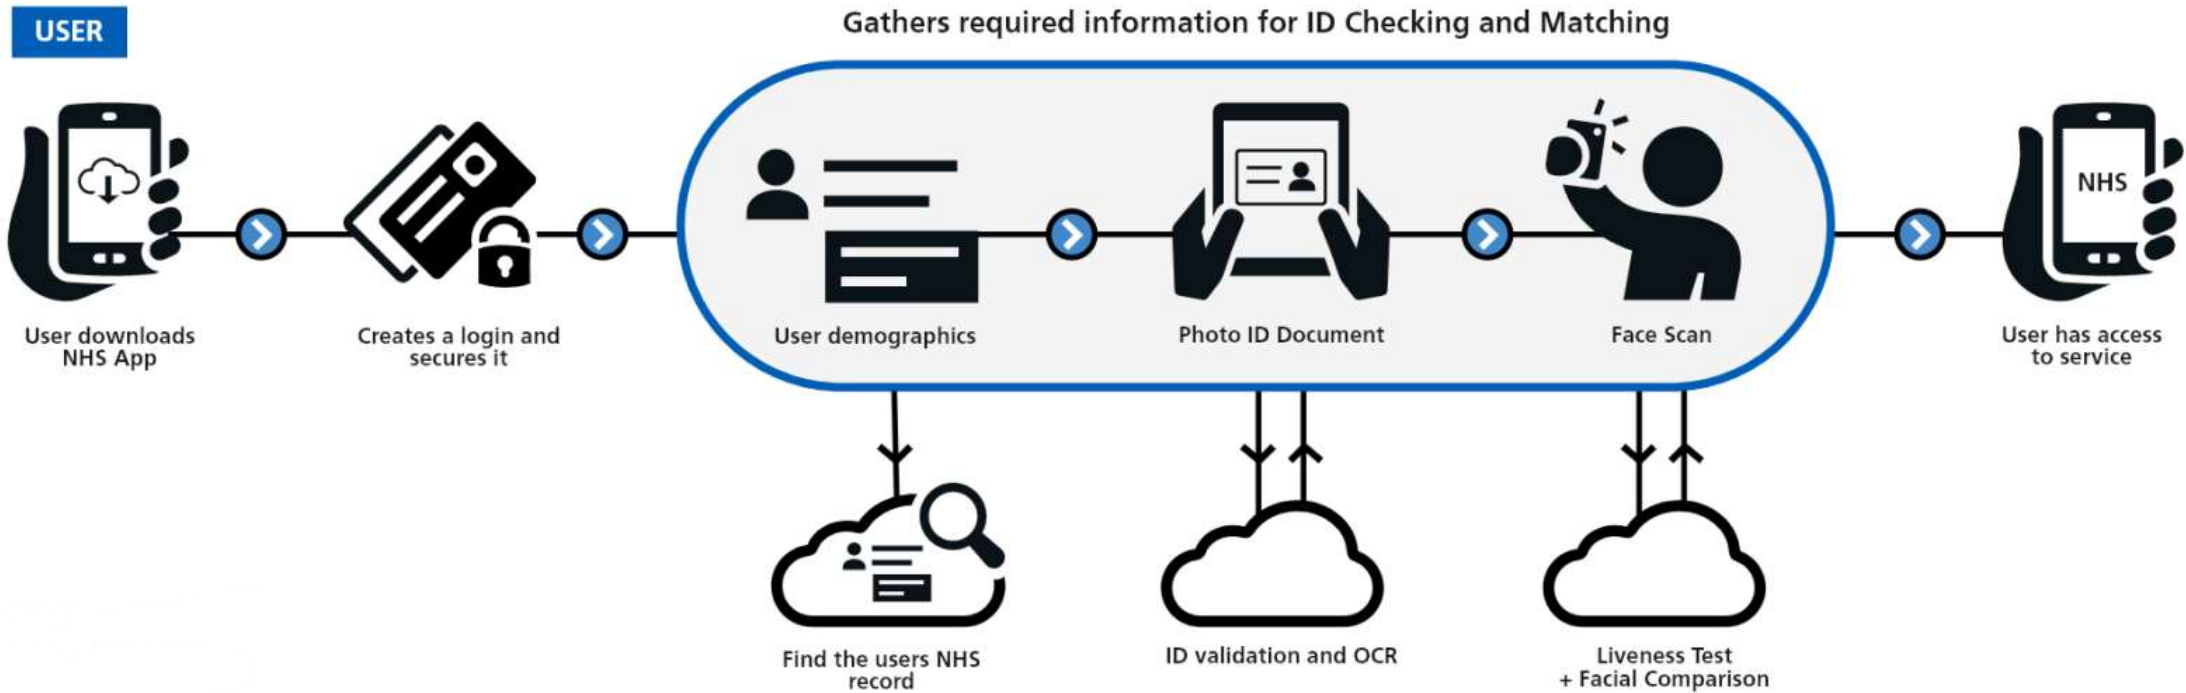 USER
Gathers required information for ID Checking and Matching
NHS
User downloads
NHS App
Creates a login and
secures it
User demographics
Photo ID Document
Face Scan
User has access
to service
Find the users NHS
record
ID validation and OCR
Liveness Test
+ Facial Comparison